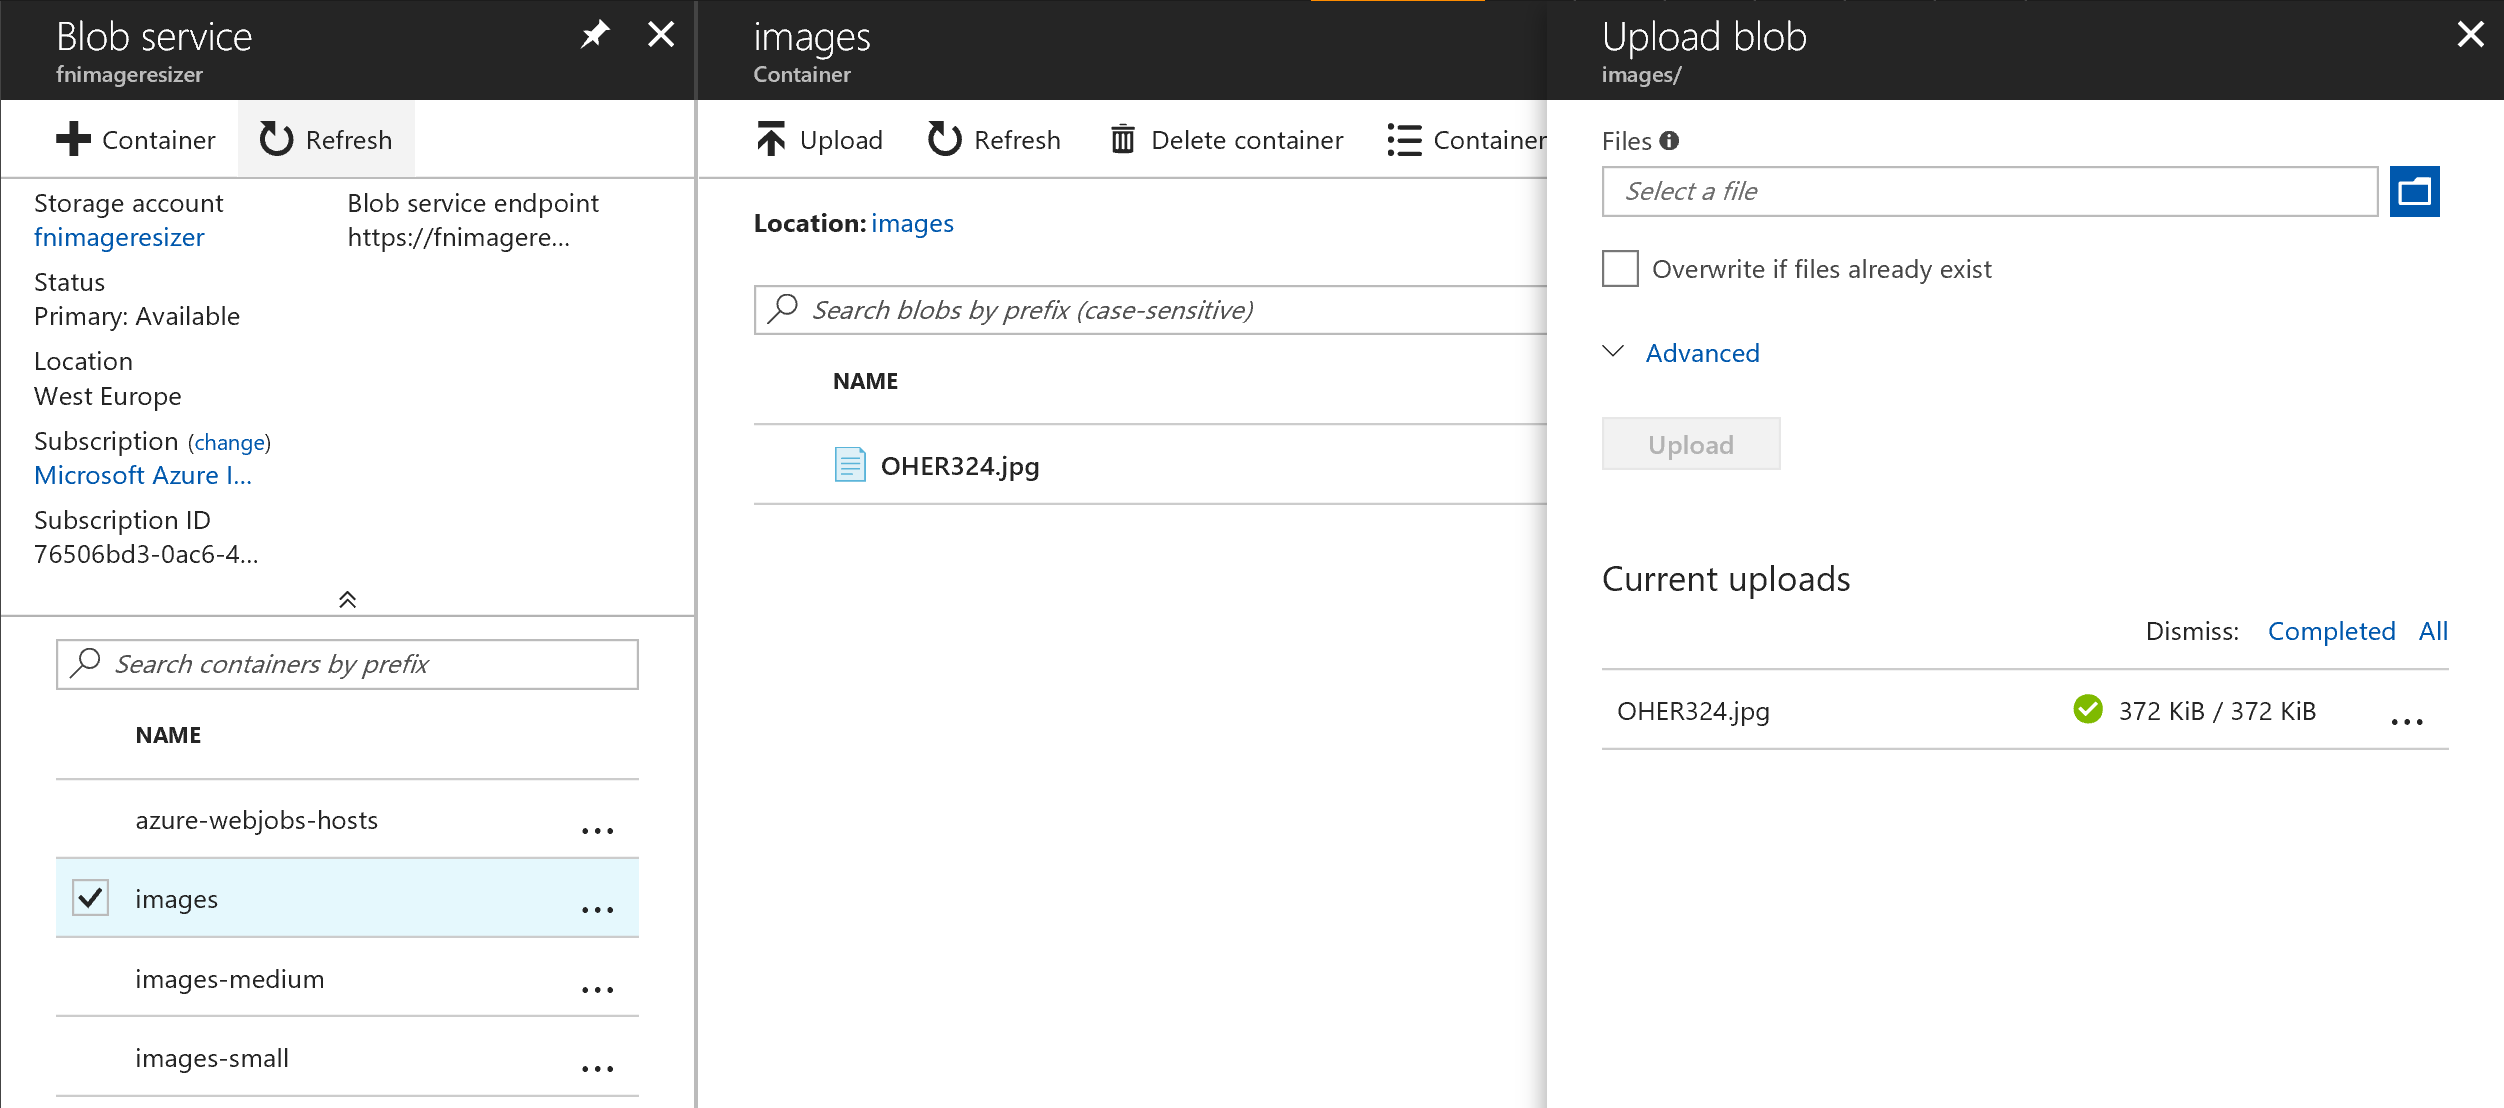 Blob service
fnimageresizer
Container
Refresh
Storage account
fnimageresizer
Blob service endpoint
https://fnimagere...
Status
Primary: Available
Location
West Europe
Subscription (change)
Microsoft Azure I...
Subscription ID
76506bd3-0ac6-4...
Search containers by prefix
NAME
azure-webjobs-hosts
images
images-medium
images-small
images
Container
Upload
Refresh
Delete container
Container
Location: images
Search blobs by prefix (case-sensitive)
NAME
OHER324.jpg
Upload blob
images/
Files
Select a file
Overwrite if files already exist
Advanced
Upload
Current uploads
Dismiss: Completed All
OHER324.jpg 372 KiB / 372 KiB